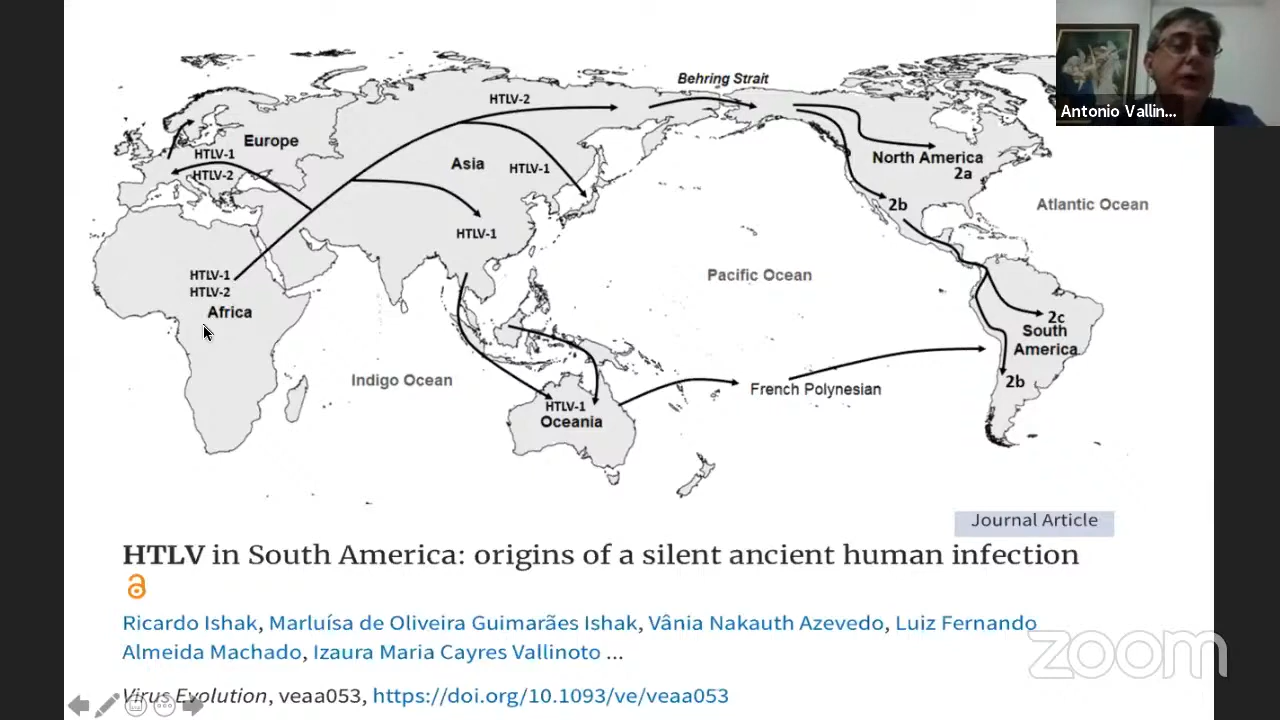 Behring Strait
Antonio Vallin...
HTLV-2
Europe
HTLV-1
HTLV-2
Asia
HTLV-1
HTLV-1
North America
2a
2b
Atlantic Ocean
HTLV-1
HTLV-2
Africa
Pacific Ocean
Indigo Ocean
HTLV-1
Oceania
French Polynesian
2c
South
America
2b
Journal Article
HTLV in South America: origins of a silent ancient human infection
Ricardo Ishak, Marluísa de Oliveira Guimarães Ishak, Vânia Nakauth Azevedo, Luiz Fernando
Almeida Machado, Izaura Maria Cayres Vallinoto ...
Virus Evolution, veaa053, https://doi.org/10.1093/ve/veaa053
zoom